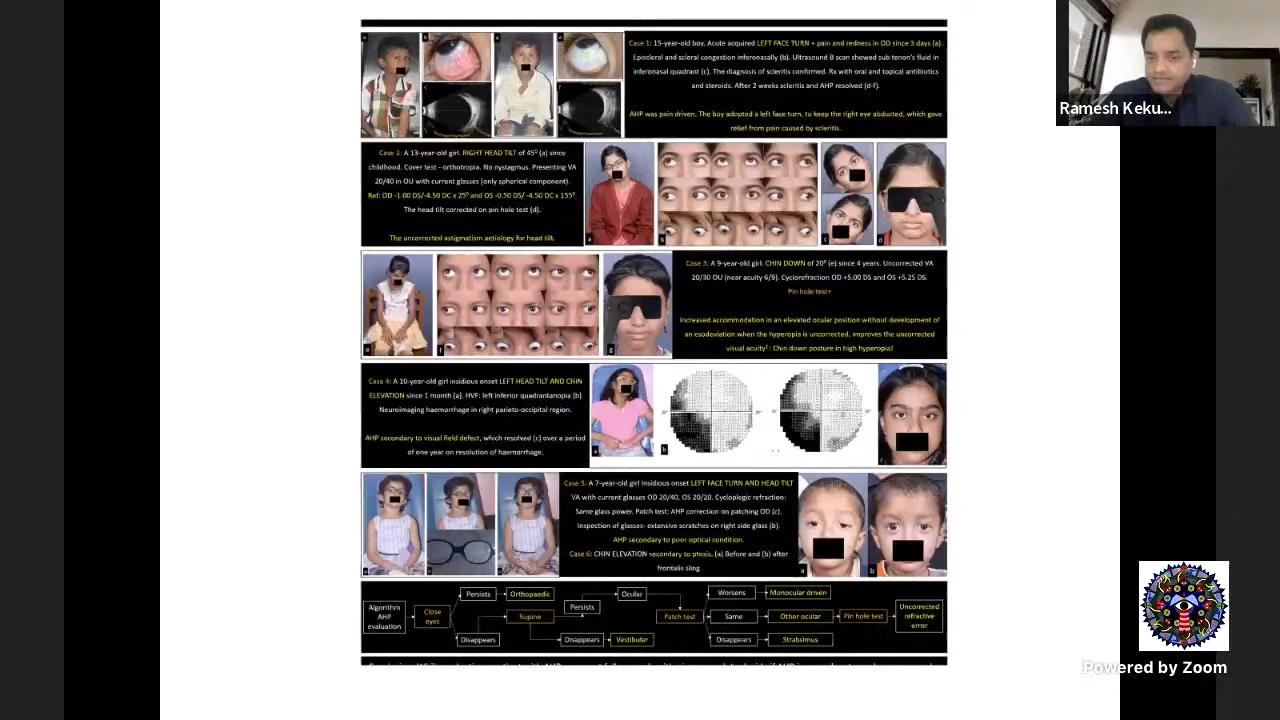 Case 1: 15-year-old boy. Acute acquired LEFT FACE TURN + pain and redness in OD since 3 days (a).
Episcleral and scleral congestion inferonasally (b). Ultrasound B scan showed sub tenon's fluid in
inferonasal quadrant (c). The diagnosis of scleritis confirmed. Rx with oral and topical antibiotics
and steroids. After 2 weeks scleritis and AHP resolved (d-f).
AHP was pain driven. The boy adopted a left face turn, to keep the right eye abducted, which gave
relief from pain caused by scleritis.
Ramesh Keku...
Case 2: A 13-year-old girl. RIGHT HEAD TILT of 45⁰ (a) since
childhood. Cover test - orthotropia. No nystagmus. Presenting VA
20/40 in OU with current glasses (only spherical component).
Ref: OD -1.00 DS/-4.50 DC x 25⁰ and OS -0.50 DS/ -4.50 DC x 155⁰.
The head tilt corrected on pin hole test (d).
The uncorrected astigmatism aetiology for head tilt.
a
b
c
d
Case 3: A 9-year-old girl. CHIN DOWN of 20⁰ (e) since 4 years. Uncorrected VA
20/30 OU (near acuity 6/9). Cyclorefraction OD +5.00 DS and OS +5.25 DS.
Pin hole test+
Increased accommodation in an elevated ocular position without development of
an esodeviation when the hyperopia is uncorrected, improves the uncorrected
visual acuity¹: Chin down posture in high hyperopia!
e
f
g
Case 4: A 10-year-old girl insidious onset LEFT HEAD TILT AND CHIN
ELEVATION since 1 month (a). HVF: left inferior quadrantanopia (b)
Neuroimaging haemorrhage in right parieto-occipital region.
AHP secondary to visual field defect, which resolved (c) over a period
of one year on resolution of haemorrhage.
a
b
c
Case 5: A 7-year-old girl insidious onset LEFT FACE TURN AND HEAD TILT
VA with current glasses OD 20/40, OS 20/20. Cycloplegic refraction:
Same glass power. Patch test: AHP correction on patching OD (c).
Inspection of glasses- extensive scratches on right side glass (b).
AHP secondary to poor optical condition.
Case 6: CHIN ELEVATION secondary to ptosis. (a) Before and (b) after
frontalis sling
a
b
Algorithm
AHP
evaluation
Close
eyes
Persists
Orthopaedic
Disappears
Supine
Persists
Disappears
Vestibular
Ocular
Patch test
Worsens
Monocular driven
Same
Other ocular
Pin hole test
Uncorrected
refractive
error
Disappears
Strabsimus
Powered by Zoom